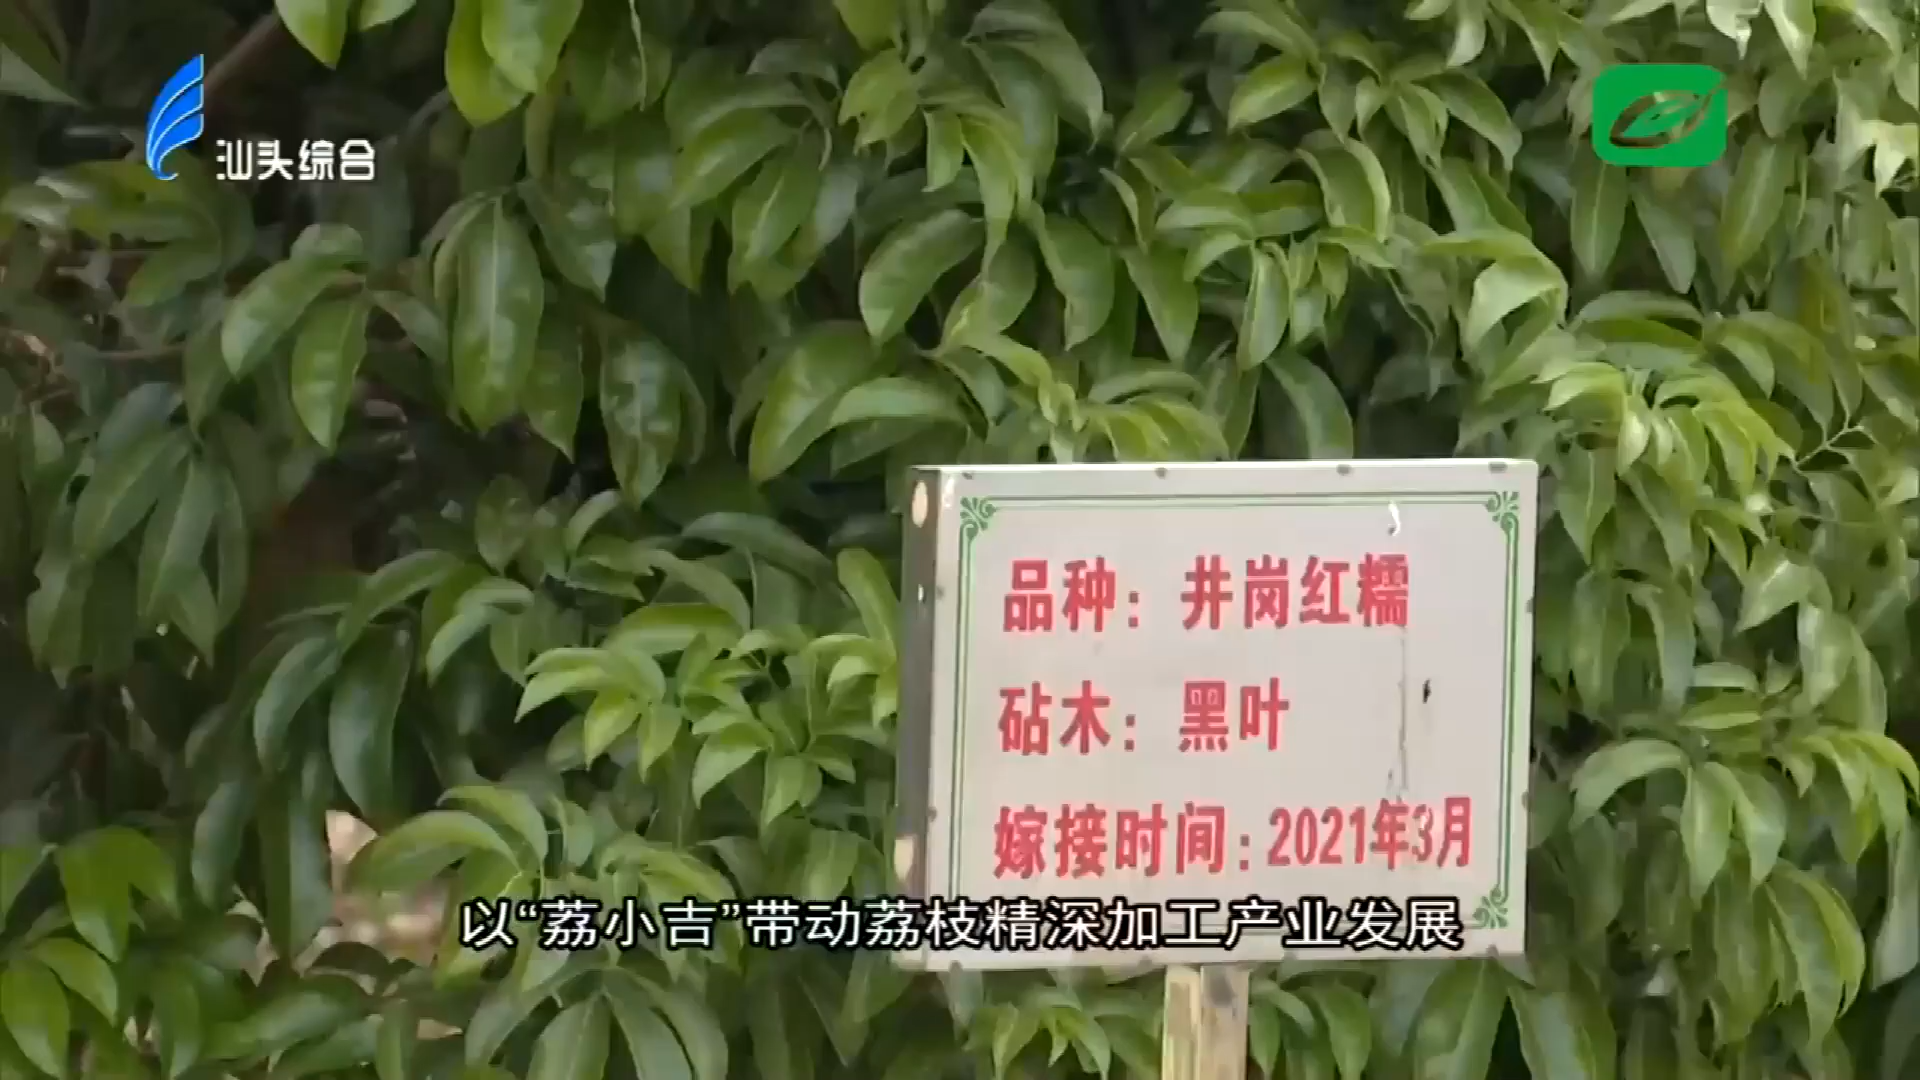 汕头综合
品种：井岗红糯
砧木：黑叶
嫁接时间：2021年3月
以“荔小吉”带动荔枝精深加工产业发展